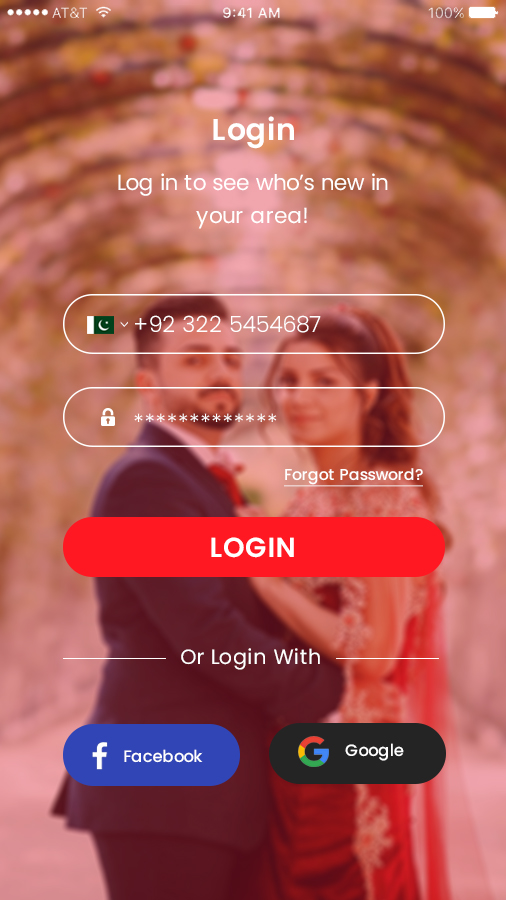 AT&T 9:41 AM 100%
Login
Log in to see who’s new in
your area!
+92 322 5454687
*************
Forgot Password?
LOGIN
Or Login With
Facebook Google